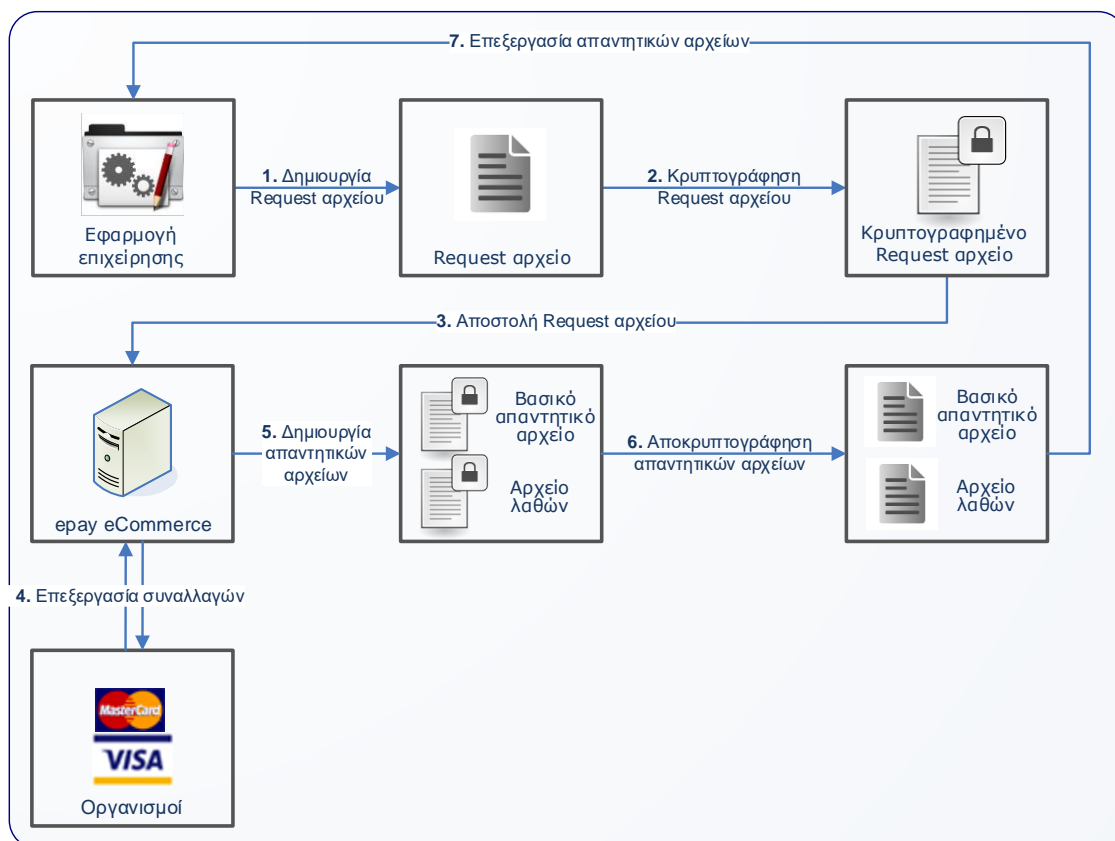 7. Επεξεργασία απαντητικών αρχείων
Εφαρμογή
επιχείρησης
1. Δημιουργία
Request αρχείου
Request αρχείο
2. Κρυπτογράφηση
Request αρχείου
Κρυπτογραφημένο
Request αρχείο
3. Αποστολή Request αρχείου
epay eCommerce
5. Δημιουργία
απαντητικών
αρχείων
Βασικό
απαντητικό
αρχείο
Αρχείο
λαθών
6. Αποκρυπτογράφηση
απαντητικών αρχείων
Βασικό
απαντητικό
αρχείο
Αρχείο
λαθών
4. Επεξεργασία συναλλαγών
MasterCard
VISA
Οργανισμοί